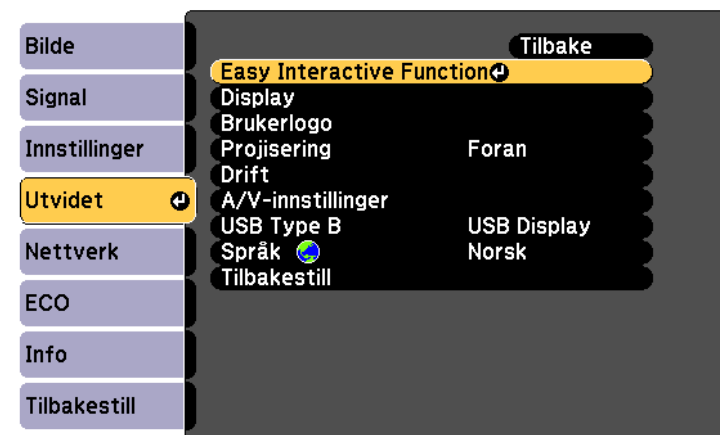 Bilde
Signal
Innstillinger
Utvidet
Nettverk
ECO
Info
Tilbakestill
Tilbake
Easy Interactive Function
Display
Brukerlogo
Projisering Foran
Drift
A/V-innstillinger
USB Type B USB Display
Språk Norsk
Tilbakestill